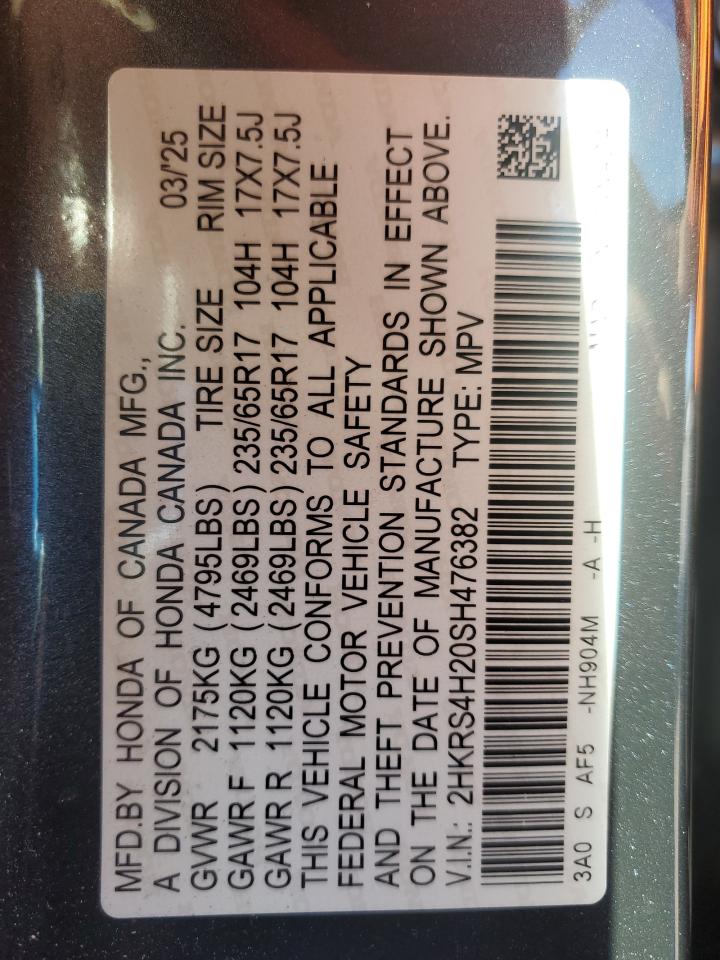 MFD.BY HONDA OF CANADA MFG.,
A DIVISION OF HONDA CANADA INC. 03/'25
GVWR 2175KG (4795LBS) TIRE SIZE RIM SIZE
GAWR F 1120KG (2469LBS) 235/65R17 104H 17X7.5J
GAWR R 1120KG (2469LBS) 235/65R17 104H 17X7.5J
THIS VEHICLE CONFORMS TO ALL APPLICABLE
FEDERAL MOTOR VEHICLE SAFETY
AND THEFT PREVENTION STANDARDS IN EFFECT
ON THE DATE OF MANUFACTURE SHOWN ABOVE.
V.I.N.: 2HKRS4H20SH476382 TYPE: MPV
3A0 S AF5 -NH904M -A -H